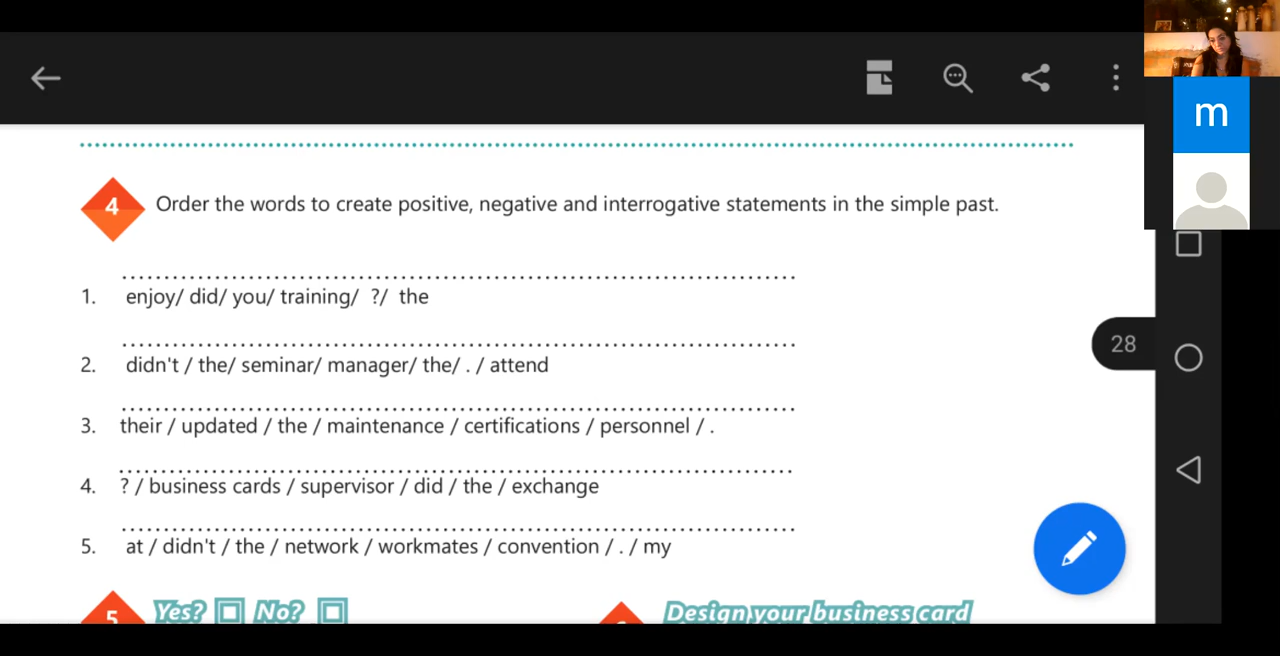 m
4 Order the words to create positive, negative and interrogative statements in the simple past.
1. enjoy/ did/ you/ training/ ?/ the
2. didn't / the/ seminar/ manager/ the/ . / attend
28
3. their / updated / the / maintenance / certifications / personnel / .
4. ? / business cards / supervisor / did / the / exchange
5. at / didn't / the / network / workmates / convention / . / my
5 Yes? No?
Design your business card